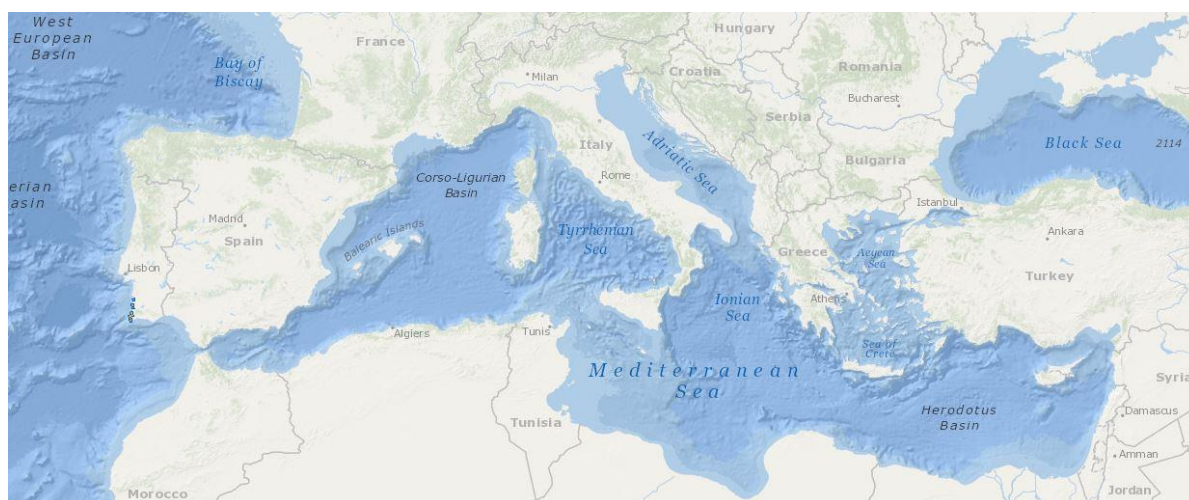 West
European
Basin
France
Hungary
Bay of
Biscay
Milan
Croatia
Romania
Bucharest
Serbia
Italy
Adriatic Sea
Black Sea
2114
Corso-Ligurian
Basin
Rome
Bulgaria
erian
asin
Madrid
Spain
Balearic Islands
Tyrrhenian
Sea
Istanbul
Ankara
Greece
Aegean
Sea
Turkey
Lisbon
Ionian
Sea
Athens
Algiers
Tunis
Sea of
Crete
Mediterranean
Sea
Syria
Herodotus
Basin
Tunisia
Damascus
Amman
Morocco
Jordan